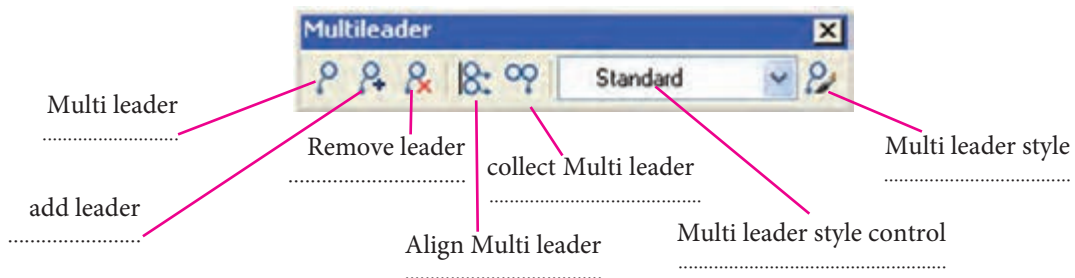 Multileader
Standard
Multi leader
Remove leader
collect Multi leader
Multi leader style
add leader
Align Multi leader
Multi leader style control